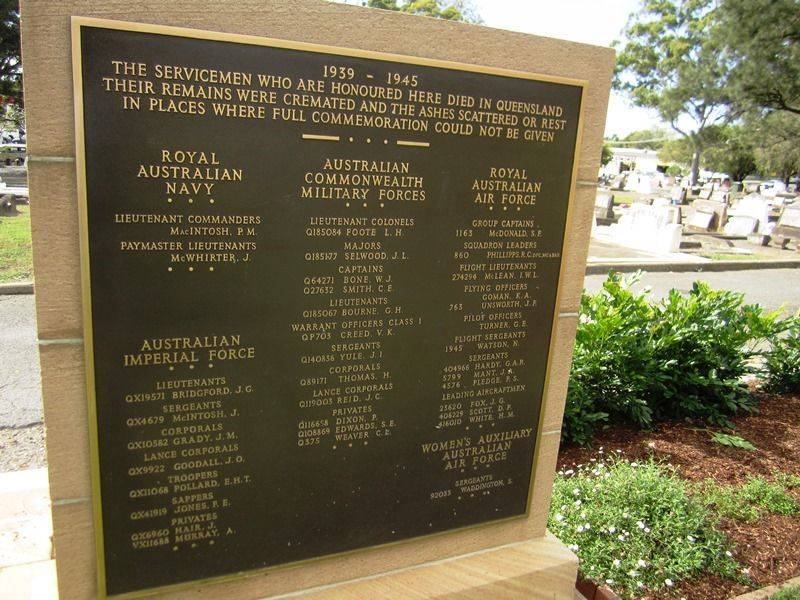 1939 - 1945
THE SERVICEMEN WHO ARE HONOURED HERE DIED IN QUEENSLAND
THEIR REMAINS WERE CREMATED AND THE ASHES SCATTERED OR REST
IN PLACES WHERE FULL COMMEMORATION COULD NOT BE GIVEN
ROYAL
AUSTRALIAN
NAVY
LIEUTENANT COMMANDERS
MACINTOSH, P.M.
PAYMASTER LIEUTENANTS
McWHIRTER, J.
AUSTRALIAN
IMPERIAL FORCE
LIEUTENANTS
QX19571 BRIDGFORD, J.G.
SERGEANTS
QX4679 McINTOSH, J.
CORPORALS
QX10582 GRADY, J.M.
LANCE CORPORALS
QX9922 GOODALL, J.O.
TROOPERS
QX11068 POLLARD, E.H.T.
SAPPERS
QX41919 JONES, P.E.
PRIVATES
QX6960 HAIR, J.
VX11688 MURRAY, A.
AUSTRALIAN
COMMONWEALTH
MILITARY FORCES
LIEUTENANT COLONELS
Q185084 FOOTE L.H.
MAJORS
Q185177 SELWOOD, J.L.
CAPTAINS
Q64271 BONE, W.J.
Q27632 SMITH, C.E.
LIEUTENANTS
Q185067 BOURNE, G.H.
WARRANT OFFICERS CLASS I
QP703 CREED, V.K.
SERGEANTS
Q140836 YULE, J.I.
CORPORALS
Q89171 THOMAS, H.
LANCE CORPORALS
Q119003 REID, J.C.
PRIVATES
Q116658 DIXON, P.
Q108869 EDWARDS, S.E.
Q375 WEAVER C.E.
ROYAL
AUSTRALIAN
AIR FORCE
GROUP CAPTAINS
1163 McDONALD, S.P.
SQUADRON LEADERS
860 PHILLIPPS, R.C.
FLIGHT LIEUTENANTS
274294 McLEAN, I.W.L.
FLYING OFFICERS
GOMAN, K.A.
763 UNSWORTH, J.P.
PILOT OFFICERS
TURNER, G.E.
FLIGHT SERGEANTS
1945 WATSON, N.
SERGEANTS
404966 HARDY, G.A.R.
5799 MANT, J.A.
4576 PLEDGE, P.S.
LEADING AIRCRAFTMEN
23620 FOX, J.G.
406229 SCOTT, D.P.
416010 WHITE, H.M.
WOMEN'S AUXILIARY
AUSTRALIAN
AIR FORCE
SERGEANTS
92033 WADDINGTON, S.